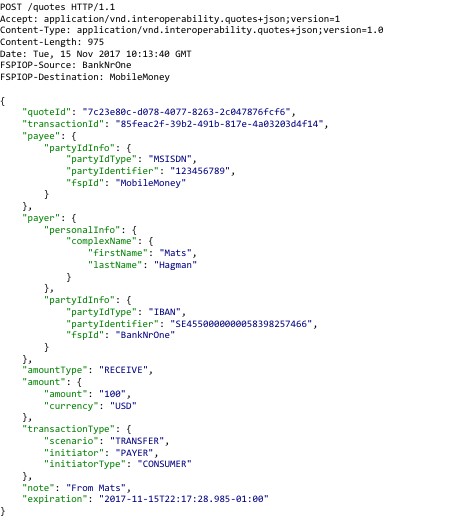 POST /quotes HTTP/1.1
Accept: application/vnd.interoperability.quotes+json;version=1
Content-Type: application/vnd.interoperability.quotes+json;version=1.0
Content-Length: 975
Date: Tue, 15 Nov 2017 10:13:40 GMT
FSPIOP-Source: BankNrOne
FSPIOP-Destination: MobileMoney

{
    "quoteId": "7c23e80c-d078-4077-8263-2c047876fcf6",
    "transactionId": "85feac2f-39b2-491b-817e-4a03203d4f14",
    "payee": {
        "partyIdInfo": {
            "partyIdType": "MSISDN",
            "partyIdentifier": "123456789",
            "fspId": "MobileMoney"
        }
    },
    "payer": {
        "personalInfo": {
            "complexName": {
                "firstName": "Mats",
                "lastName": "Hagman"
            }
        },
        "partyIdInfo": {
            "partyIdType": "IBAN",
            "partyIdentifier": "SE4550000000058398257466",
            "fspId": "BankNrOne"
        }
    },
    "amountType": "RECEIVE",
    "amount": {
        "amount": "100",
        "currency": "USD"
    },
    "transactionType": {
        "scenario": "TRANSFER",
        "initiator": "PAYER",
        "initiatorType": "CONSUMER"
    },
    "note": "From Mats",
    "expiration": "2017-11-15T22:17:28.985-01:00"
}